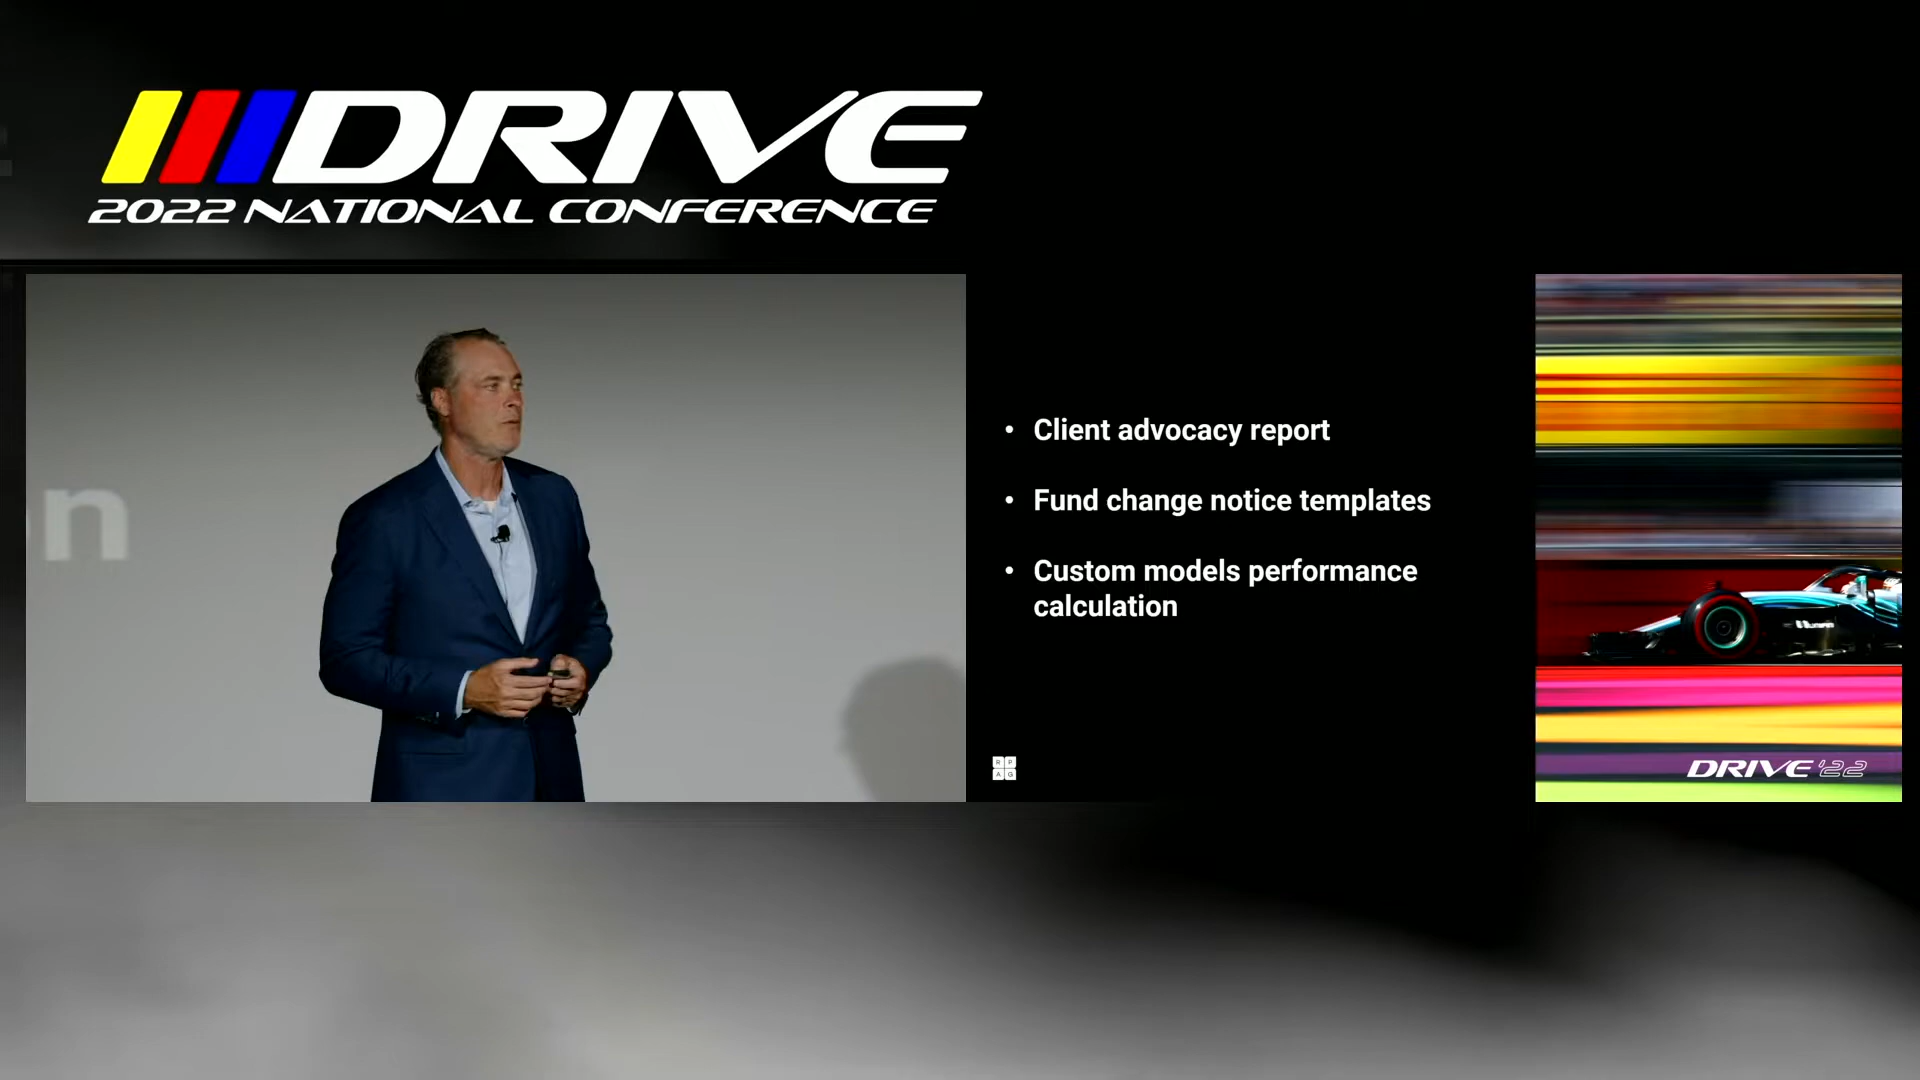 DRIVE
2022 NATIONAL CONFERENCE
n
• Client advocacy report
• Fund change notice templates
• Custom models performance
calculation
R P
A G
DRIVE '22